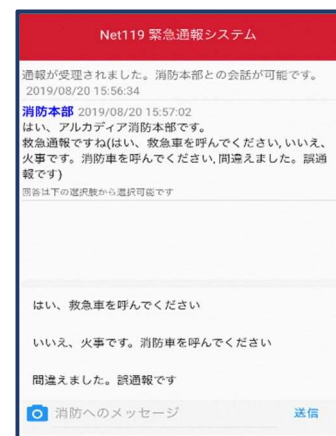 Net119 緊急通報システム
通報が受理されました。消防本部との会話が可能です。
2019/08/20 15:56:34
消防本部 2019/08/20 15:57:02
はい、アルカディア消防本部です。
救急通報ですね(はい、救急車を呼んでください, いいえ、
火事です。消防車を呼んでください, 間違えました。誤通
報です)
回答は下の選択肢から選択可能です
はい、救急車を呼んでください
いいえ、火事です。消防車を呼んでください
間違えました。誤通報です
消防へのメッセージ 送信